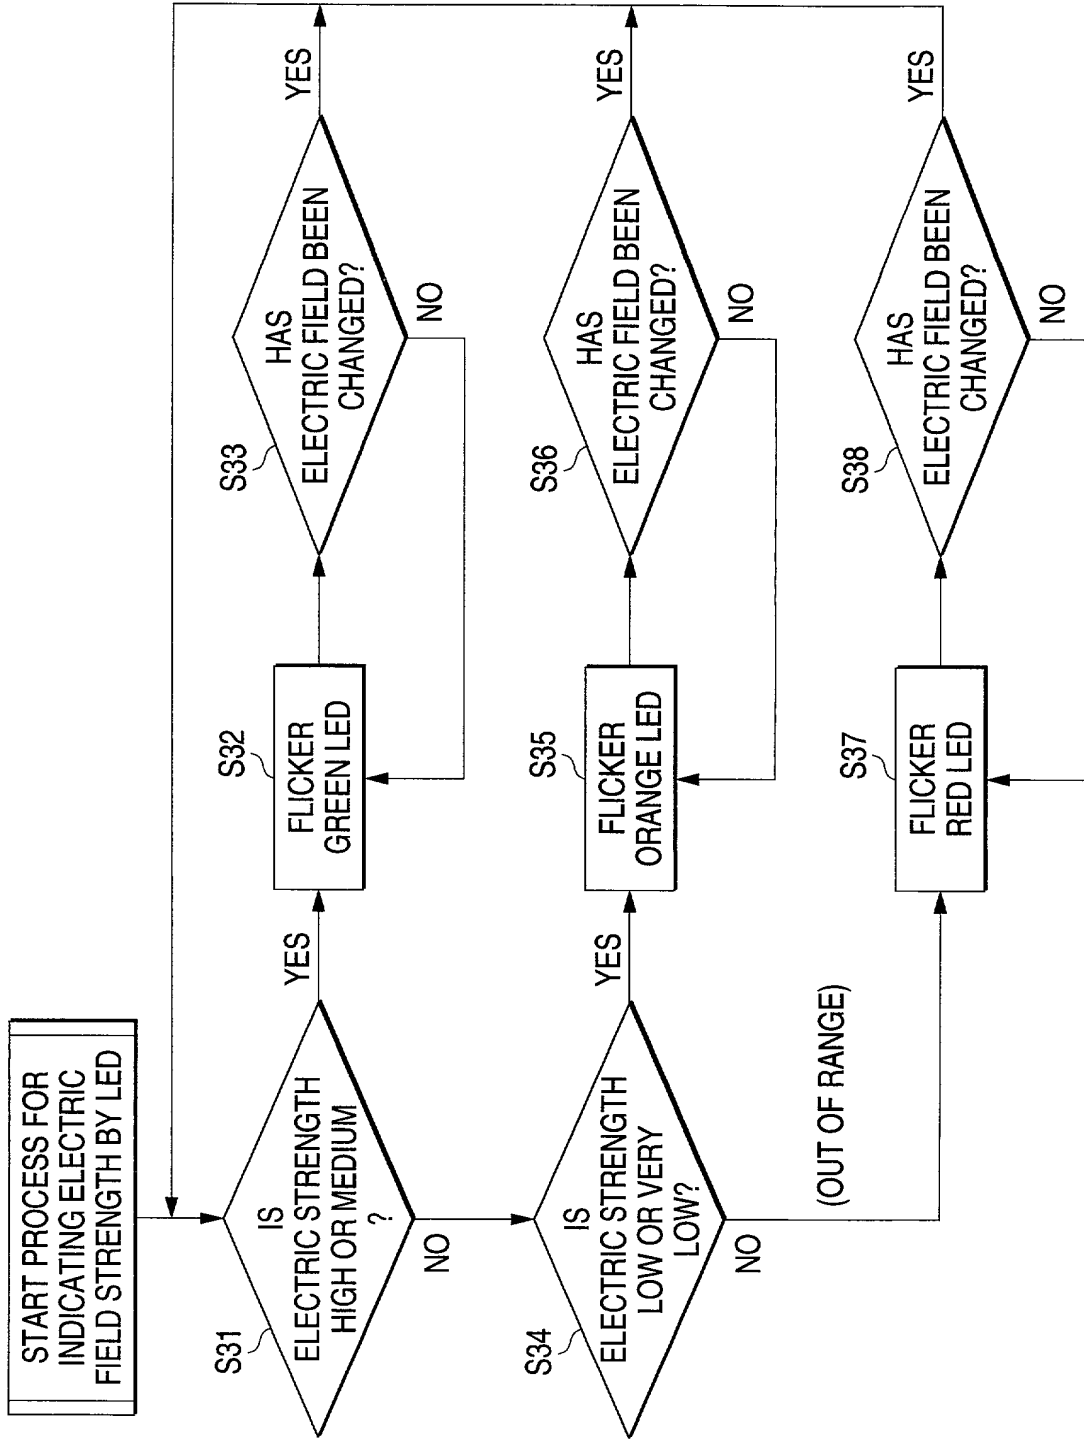 START PROCESS FOR
INDICATING ELECTRIC
FIELD STRENGTH BY LED
S31
IS
ELECTRIC STRENGTH
HIGH OR MEDIUM
?
YES
NO
S32
FLICKER
GREEN LED
S33
HAS
ELECTRIC FIELD BEEN
CHANGED?
YES
NO
S34
IS
ELECTRIC STRENGTH
LOW OR VERY
LOW?
YES
NO
(OUT OF RANGE)
S35
FLICKER
ORANGE LED
S36
HAS
ELECTRIC FIELD BEEN
CHANGED?
YES
NO
S37
FLICKER
RED LED
S38
HAS
ELECTRIC FIELD BEEN
CHANGED?
YES
NO